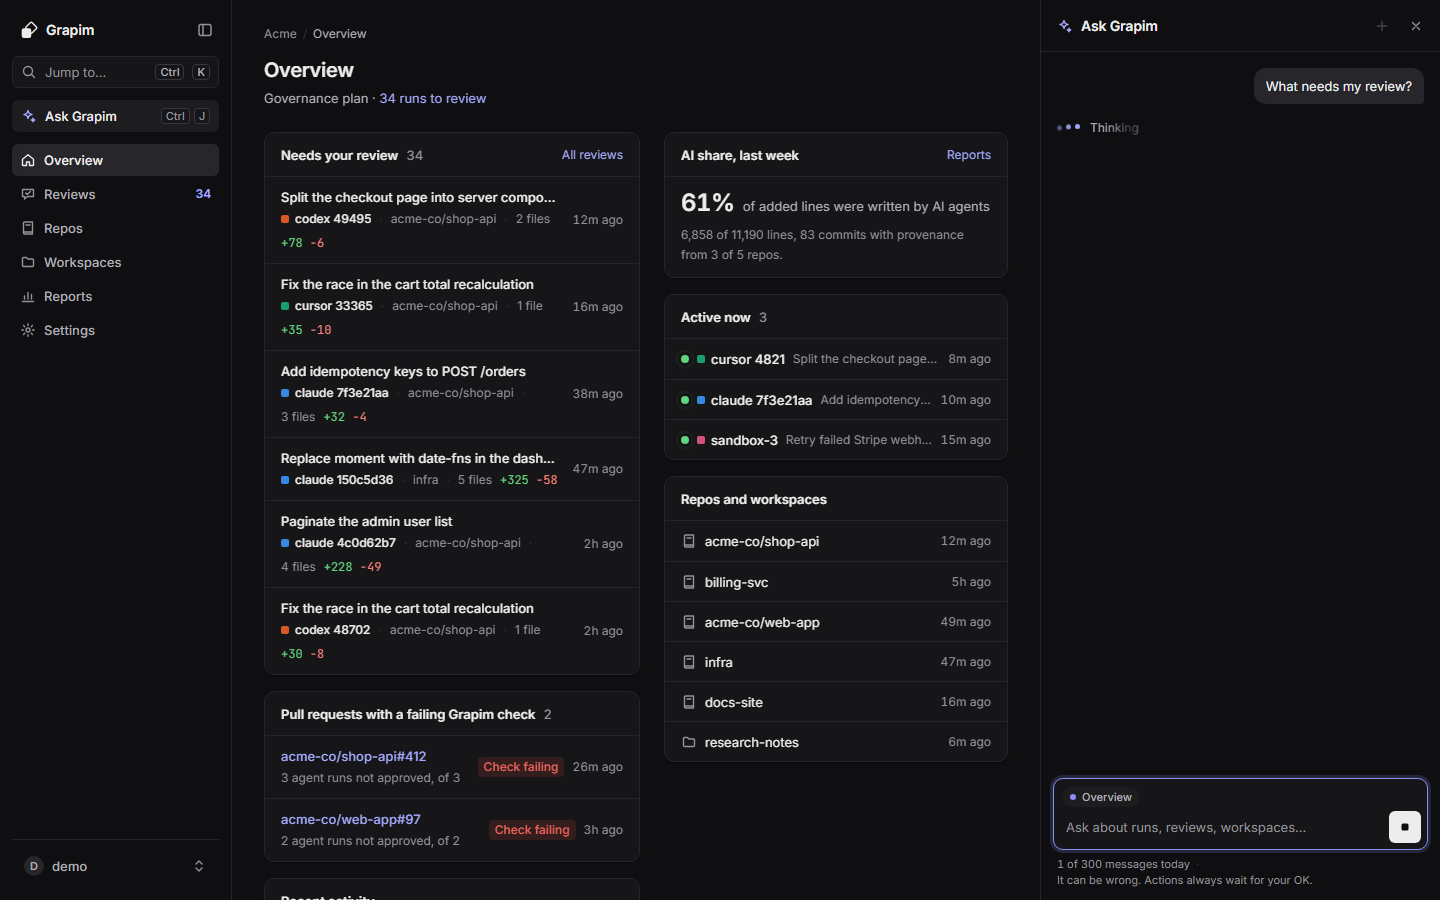 Grapim
Jump to...
Ctrl K
Ask Grapim
Ctrl J
Overview
Reviews
34
Repos
Workspaces
Reports
Settings
D demo
Acme / Overview
Overview
Governance plan · 34 runs to review
Needs your review 34
All reviews
Split the checkout page into server compo...
codex 49495 · acme-co/shop-api · 2 files
+78 -6
12m ago
Fix the race in the cart total recalculation
cursor 33365 · acme-co/shop-api · 1 file
+35 -10
16m ago
Add idempotency keys to POST /orders
claude 7f3e21aa · acme-co/shop-api ·
3 files +32 -4
38m ago
Replace moment with date-fns in the dash...
claude 150c5d36 · infra · 5 files +325 -58
47m ago
Paginate the admin user list
claude 4c0d62b7 · acme-co/shop-api ·
4 files +228 -49
2h ago
Fix the race in the cart total recalculation
codex 48702 · acme-co/shop-api · 1 file
+30 -8
2h ago
Pull requests with a failing Grapim check 2
acme-co/shop-api#412
3 agent runs not approved, of 3
Check failing
26m ago
acme-co/web-app#97
2 agent runs not approved, of 2
Check failing
3h ago
AI share, last week
Reports
61% of added lines were written by AI agents
6,858 of 11,190 lines, 83 commits with provenance
from 3 of 5 repos.
Active now 3
cursor 4821 Split the checkout page... 8m ago
claude 7f3e21aa Add idempotency... 10m ago
sandbox-3 Retry failed Stripe webh... 15m ago
Repos and workspaces
acme-co/shop-api 12m ago
billing-svc 5h ago
acme-co/web-app 49m ago
infra 47m ago
docs-site 16m ago
research-notes 6m ago
Ask Grapim
What needs my review?
Thinking
Overview
Ask about runs, reviews, workspaces...
1 of 300 messages today ·
It can be wrong. Actions always wait for your OK.